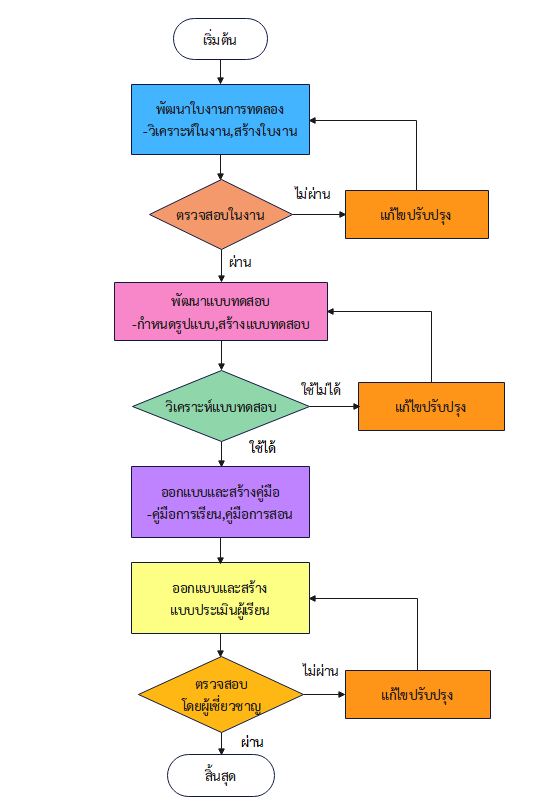 เริ่มต้น
พัฒนาใบงานการทดลอง
-วิเคราะห์ใบงาน,สร้างใบงาน
ตรวจสอบใบงาน
ไม่ผ่าน
แก้ไขปรับปรุง
ผ่าน
พัฒนาแบบทดสอบ
-กำหนดรูปแบบ,สร้างแบบทดสอบ
วิเคราะห์แบบทดสอบ
ใช้ไม่ได้
แก้ไขปรับปรุง
ใช้ได้
ออกแบบและสร้างคู่มือ
-คู่มือการเรียน,คู่มือการสอน
ออกแบบและสร้าง
แบบประเมินผู้เรียน
ตรวจสอบ
โดยผู้เชี่ยวชาญ
ไม่ผ่าน
แก้ไขปรับปรุง
ผ่าน
สิ้นสุด